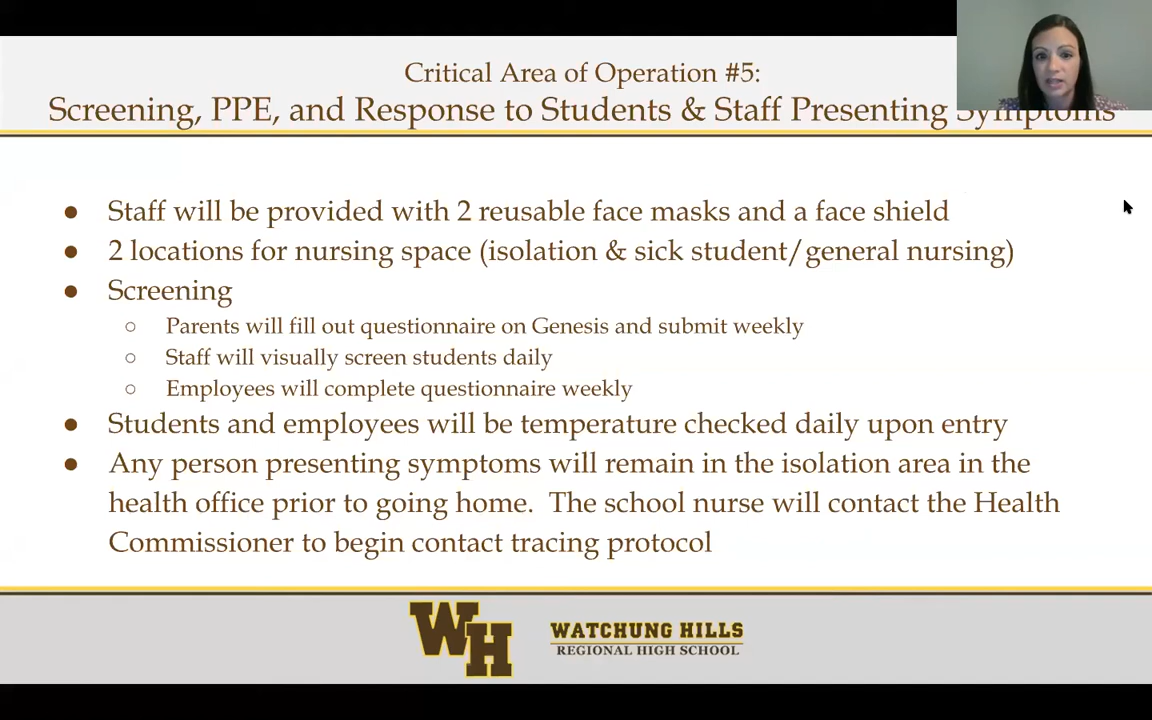 Critical Area of Operation #5:
Screening, PPE, and Response to Students & Staff Presenting Symptoms
● Staff will be provided with 2 reusable face masks and a face shield
● 2 locations for nursing space (isolation & sick student/general nursing)
● Screening
○ Parents will fill out questionnaire on Genesis and submit weekly
○ Staff will visually screen students daily
○ Employees will complete questionnaire weekly
● Students and employees will be temperature checked daily upon entry
● Any person presenting symptoms will remain in the isolation area in the
health office prior to going home.  The school nurse will contact the Health
Commissioner to begin contact tracing protocol
WH
WATCHUNG HILLS
REGIONAL HIGH SCHOOL